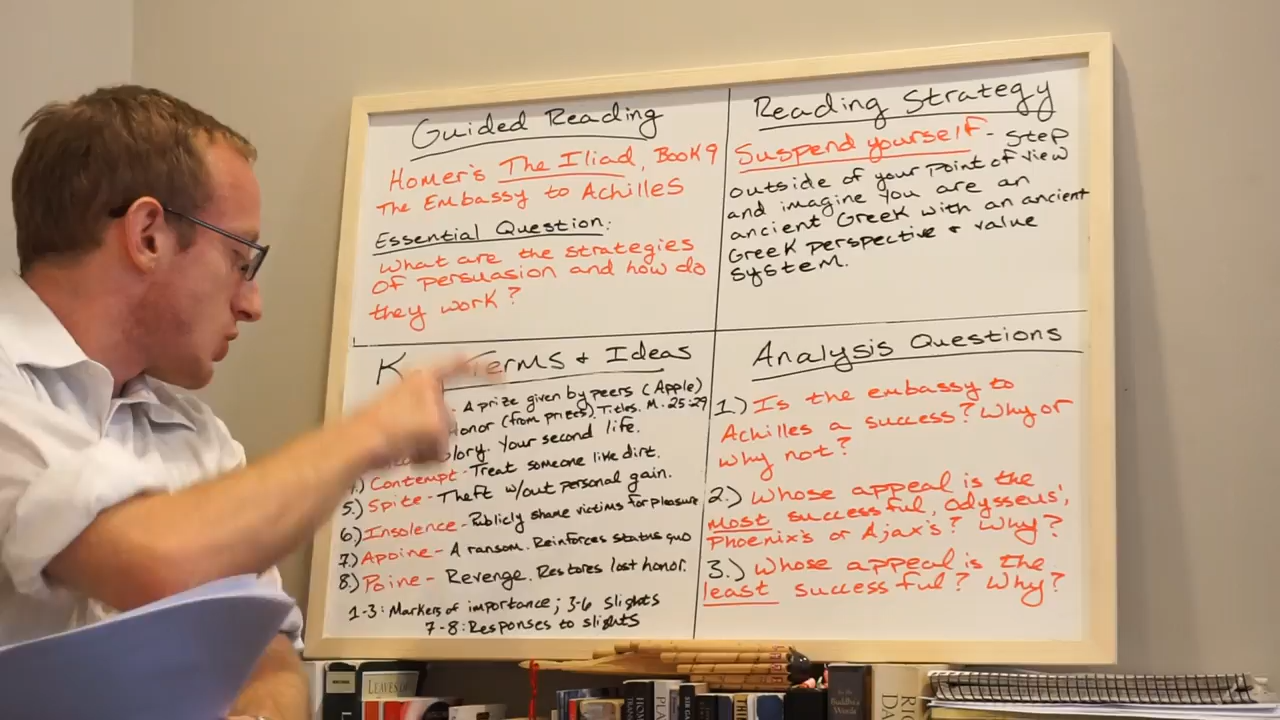 Guided Reading
Homer's The Iliad, Book 9
The Embassy to Achilles
Essential Question:
What are the strategies
of persuasion and how do
they work?
Reading Strategy
Suspend yourself - Step
outside of your point of view
and imagine you are an
ancient Greek with an ancient
Greek perspective + value
system.
Terms + Ideas
- A prize given by peers (Apple)
Honor (from prizes) Titles. M. 25:29
Glory. Your second life.
4.) Contempt - Treat someone like dirt.
5.) Spite - Theft w/out personal gain.
6.) Insolence - Publicly shame victims for pleasure
7.) Apoine - A ransom. Reinforces status quo
8.) Poine - Revenge. Restores lost honor.
1-3: Markers of importance; 3-6 slights
7-8: Responses to slights
Analysis Questions
1.) Is the embassy to
Achilles a success? Why or
why not?
2.) Whose appeal is the
most successful, Odysseus',
Phoenix's or Ajax's? Why?
3.) Whose appeal is the
least successful? Why?
LEAVES